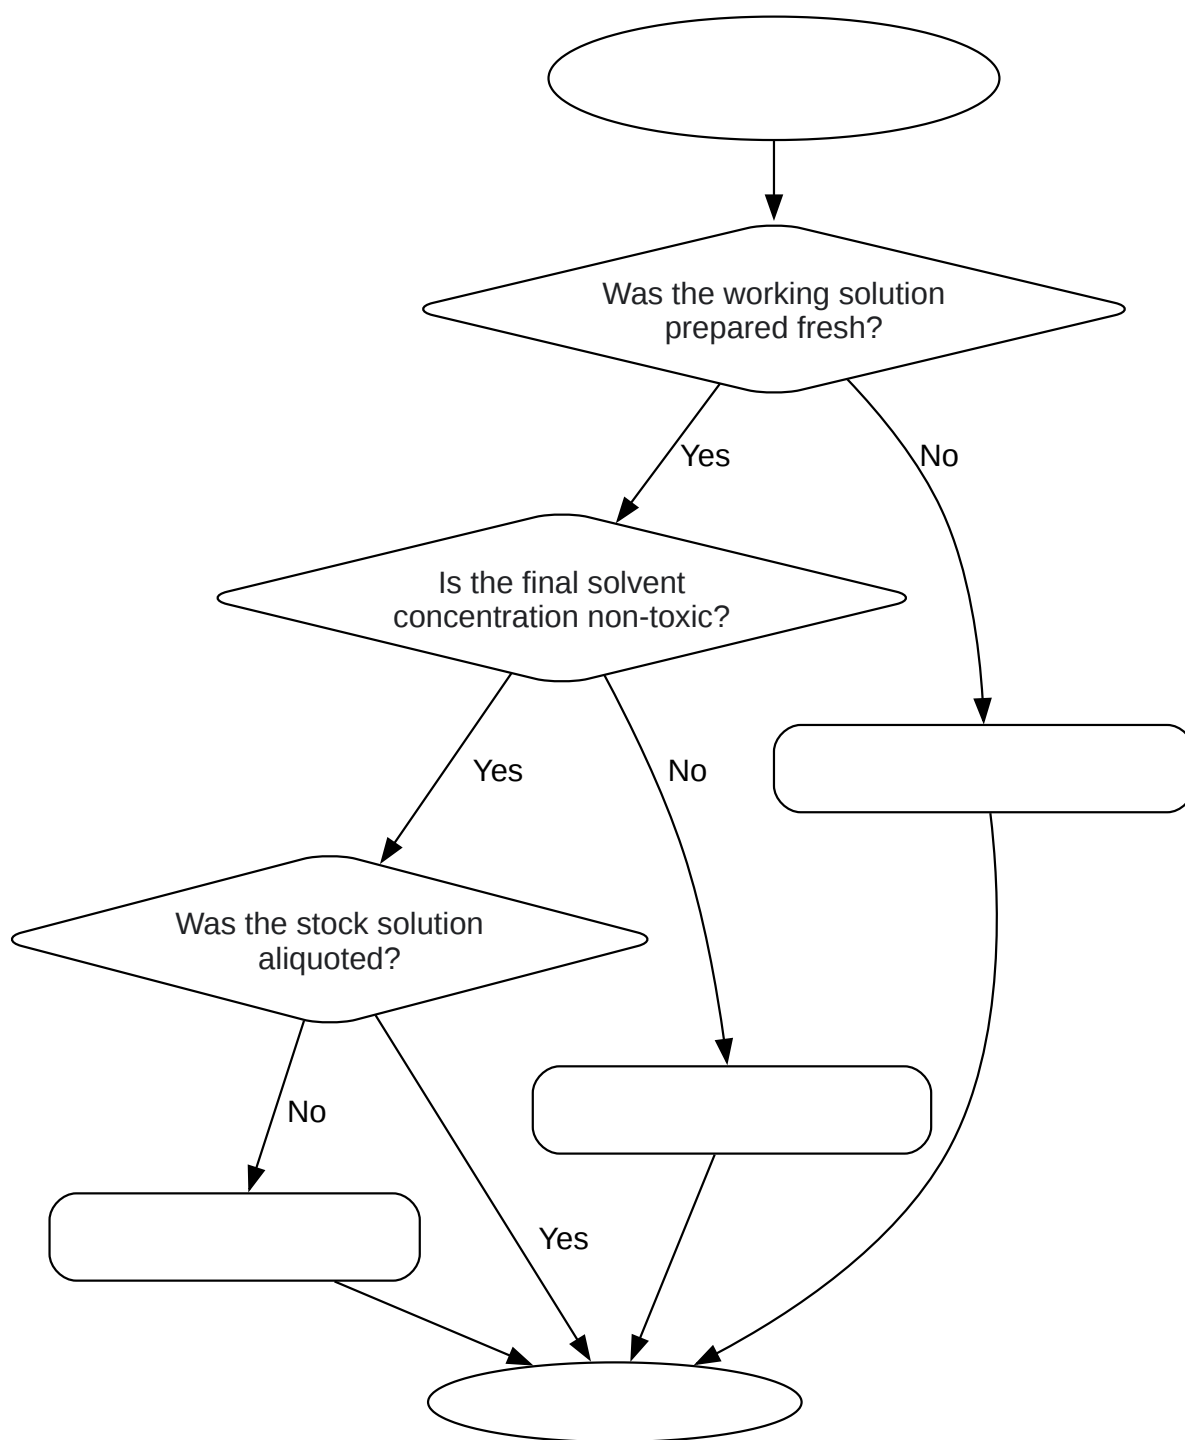 Was the working solution
prepared fresh?
Yes
No
Is the final solvent
concentration non-toxic?
Yes
No
Was the stock solution
aliquoted?
No
Yes